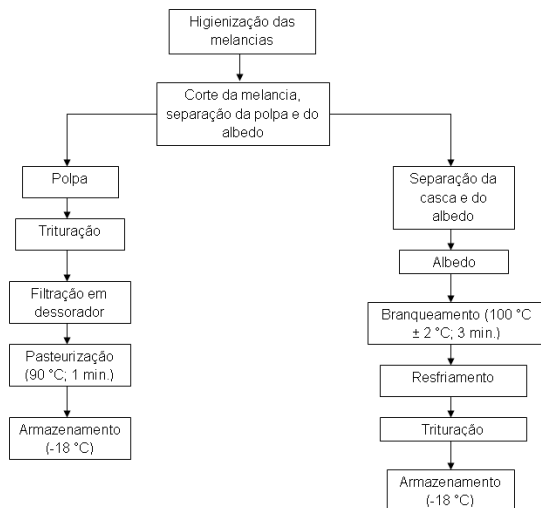 Higienização das
melancias
Corte da melancia,
separação da polpa e do
albedo
Polpa
Trituração
Filtração em
dessorador
Pasteurização
(90 °C; 1 min.)
Armazenamento
(-18 °C)
Separação da
casca e do
albedo
Albedo
Branqueamento (100 °C
± 2 °C; 3 min.)
Resfriamento
Trituração
Armazenamento
(-18 °C)